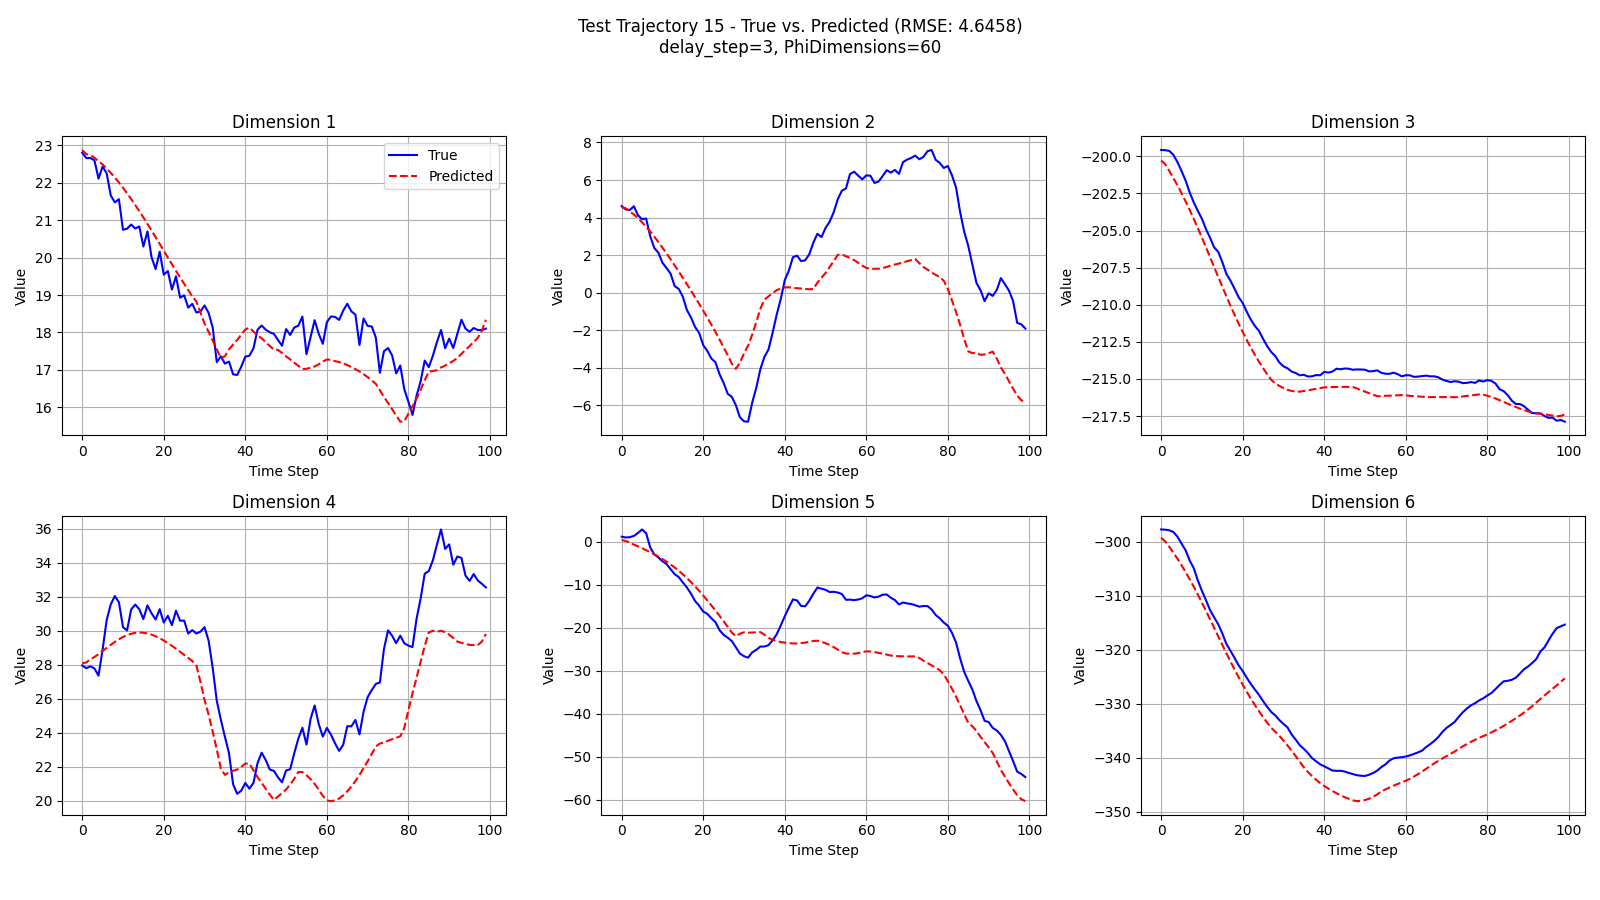 Test Trajectory 15 - True vs. Predicted (RMSE: 4.6458)
delay_step=3, PhiDimensions=60
Dimension 1
Value
23
22
21
20
19
18
17
16
0 20 40 60 80 100
Time Step
True
Predicted
Dimension 2
Value
8
6
4
2
0
−2
−4
−6
0 20 40 60 80 100
Time Step
Dimension 3
Value
−200.0
−202.5
−205.0
−207.5
−210.0
−212.5
−215.0
−217.5
0 20 40 60 80 100
Time Step
Dimension 4
Value
36
34
32
30
28
26
24
22
20
0 20 40 60 80 100
Time Step
Dimension 5
Value
0
−10
−20
−30
−40
−50
−60
0 20 40 60 80 100
Time Step
Dimension 6
Value
−300
−310
−320
−330
−340
−350
0 20 40 60 80 100
Time Step